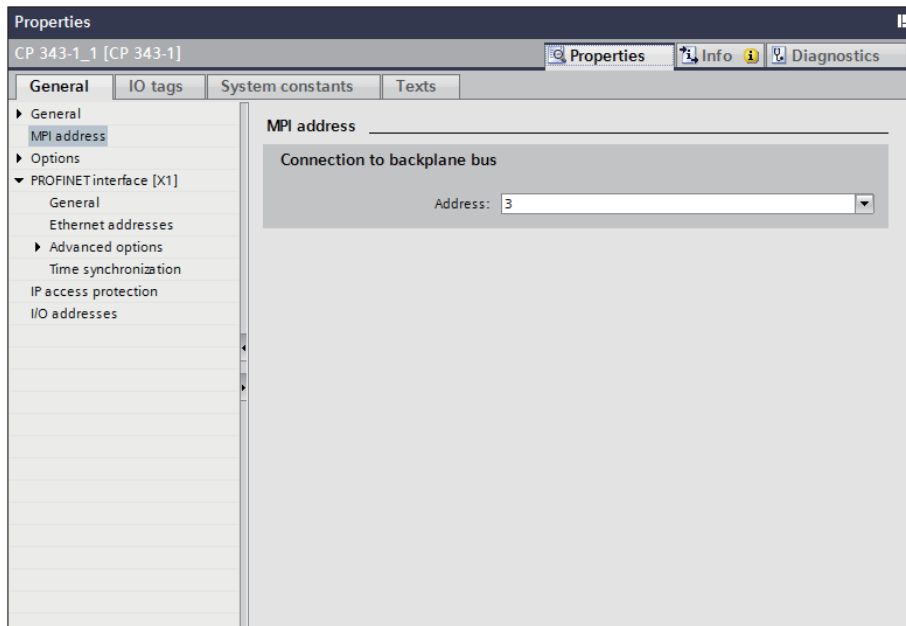 Properties
CP 343-1_1 [CP 343-1]
Properties
Info
Diagnostics
General
IO tags
System constants
Texts
General
MPI address
Options
PROFINET interface [X1]
General
Ethernet addresses
Advanced options
Time synchronization
IP access protection
I/O addresses
MPI address
Connection to backplane bus
Address: 3